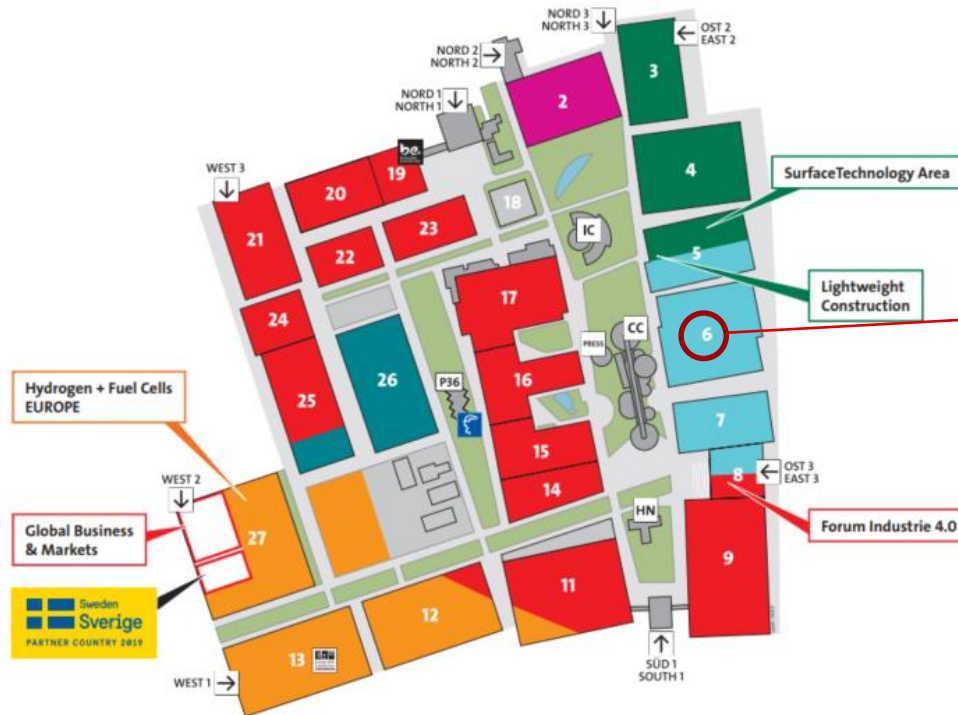 NORD 3
NORTH 3
OST 2
EAST 2
NORD 2
NORTH 2
3
2
NORD 1
NORTH 1
be.
4
SurfaceTechnology Area
WEST 3
20
19
18
21
22
23
IC
5
Lightweight
Construction
17
24
PRESS
CC
6
Hydrogen + Fuel Cells
EUROPE
26
P36
16
25
7
15
WEST 2
14
8
OST 3
EAST 3
Global Business
& Markets
27
HN
Forum Industrie 4.0
9
11
Sweden
Sverige
PARTNER COUNTRY 2019
12
13
WEST 1
SÜD 1
SOUTH 1